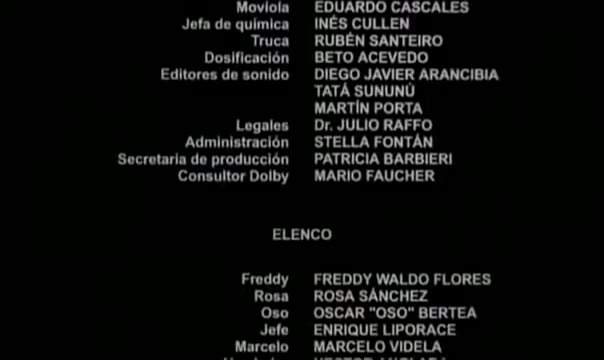 Moviola EDUARDO CASCALES
Jefa de química INÉS CULLEN
Truca RUBÉN SANTEIRO
Dosificación BETO ACEVEDO
Editores de sonido DIEGO JAVIER ARANCIBIA
TATÁ SUNUNÚ
MARTÍN PORTA
Legales Dr. JULIO RAFFO
Administración STELLA FONTÁN
Secretaria de producción PATRICIA BARBIERI
Consultor Dolby MARIO FAUCHER
ELENCO
Freddy FREDDY WALDO FLORES
Rosa ROSA SÁNCHEZ
Oso OSCAR "OSO" BERTEA
Jefe ENRIQUE LIPORACE
Marcelo MARCELO VIDELA